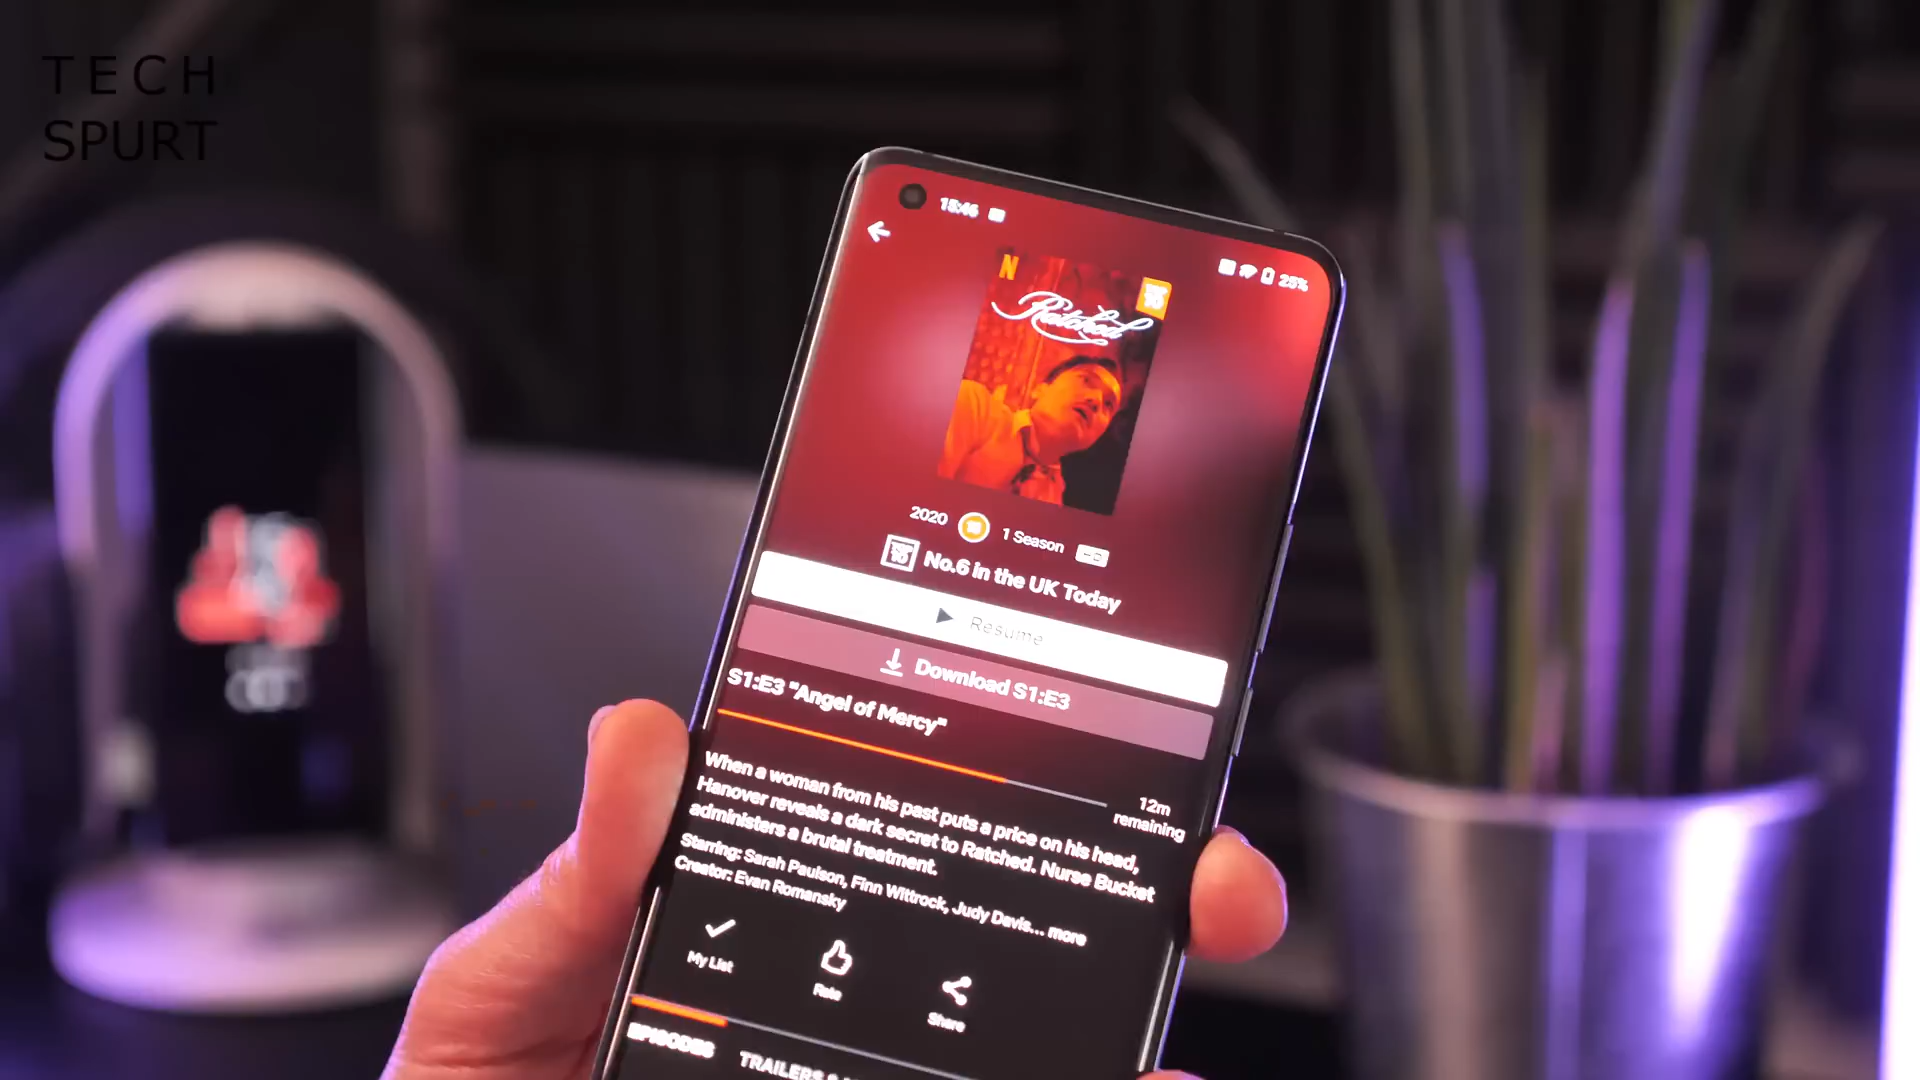 TECH
SPURT
15:46
25%
N
Ratched
2020
18
1 Season
No.6 in the UK Today
Resume
Download S1:E3
S1:E3 "Angel of Mercy"
12m
remaining
When a woman from his past puts a price on his head,
Hanover reveals a dark secret to Ratched. Nurse Bucket
administers a brutal treatment.
Starring: Sarah Paulson, Finn Wittrock, Judy Davis... more
Creator: Evan Romansky
My List
Rate
Share
EPISODES
TRAILERS &